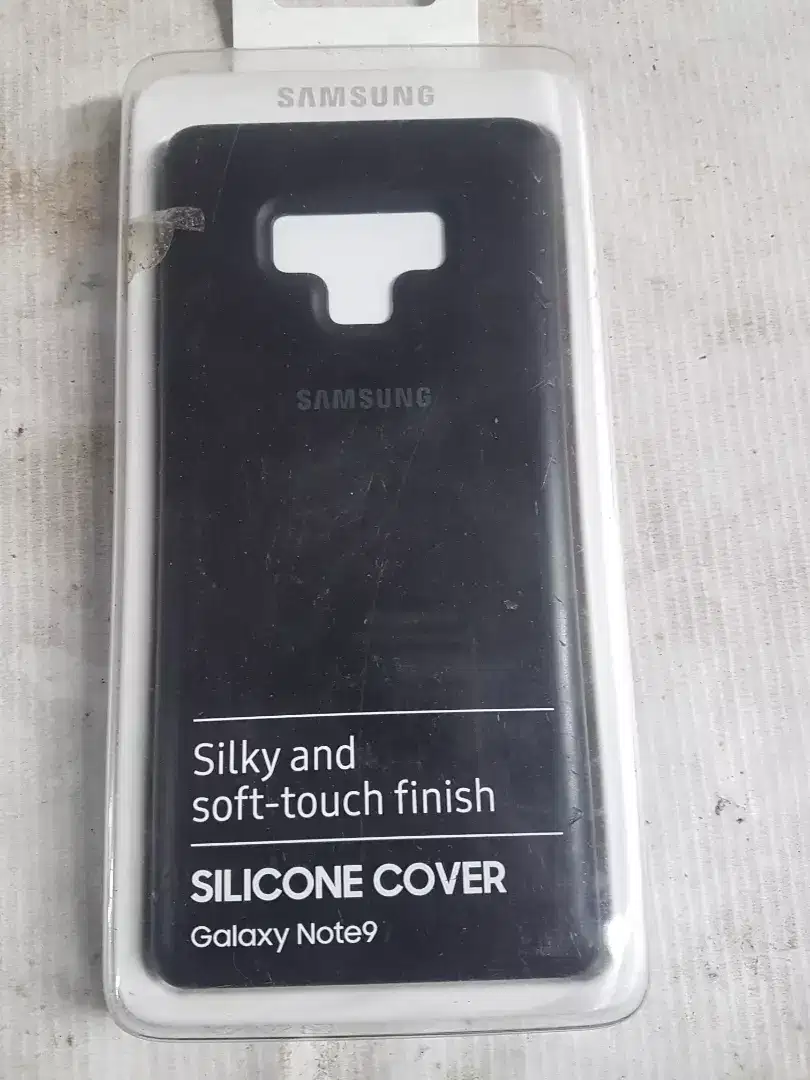 SAMSUNG
SAMSUNG
Silky and
soft-touch finish
SILICONE COVER
Galaxy Note9